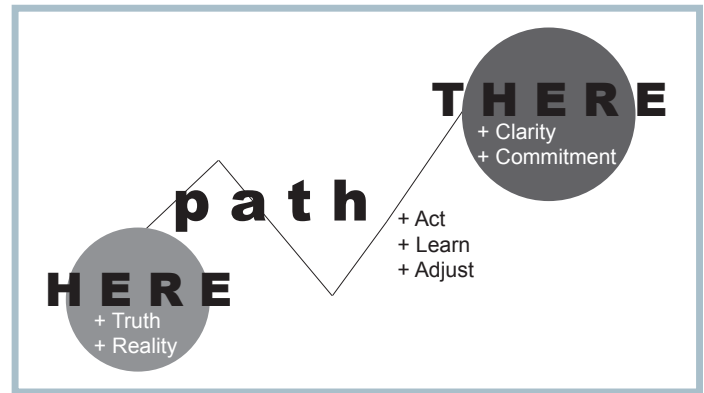 THERE
+ Clarity
+ Commitment
path
+ Act
+ Learn
+ Adjust
HERE
+ Truth
+ Reality